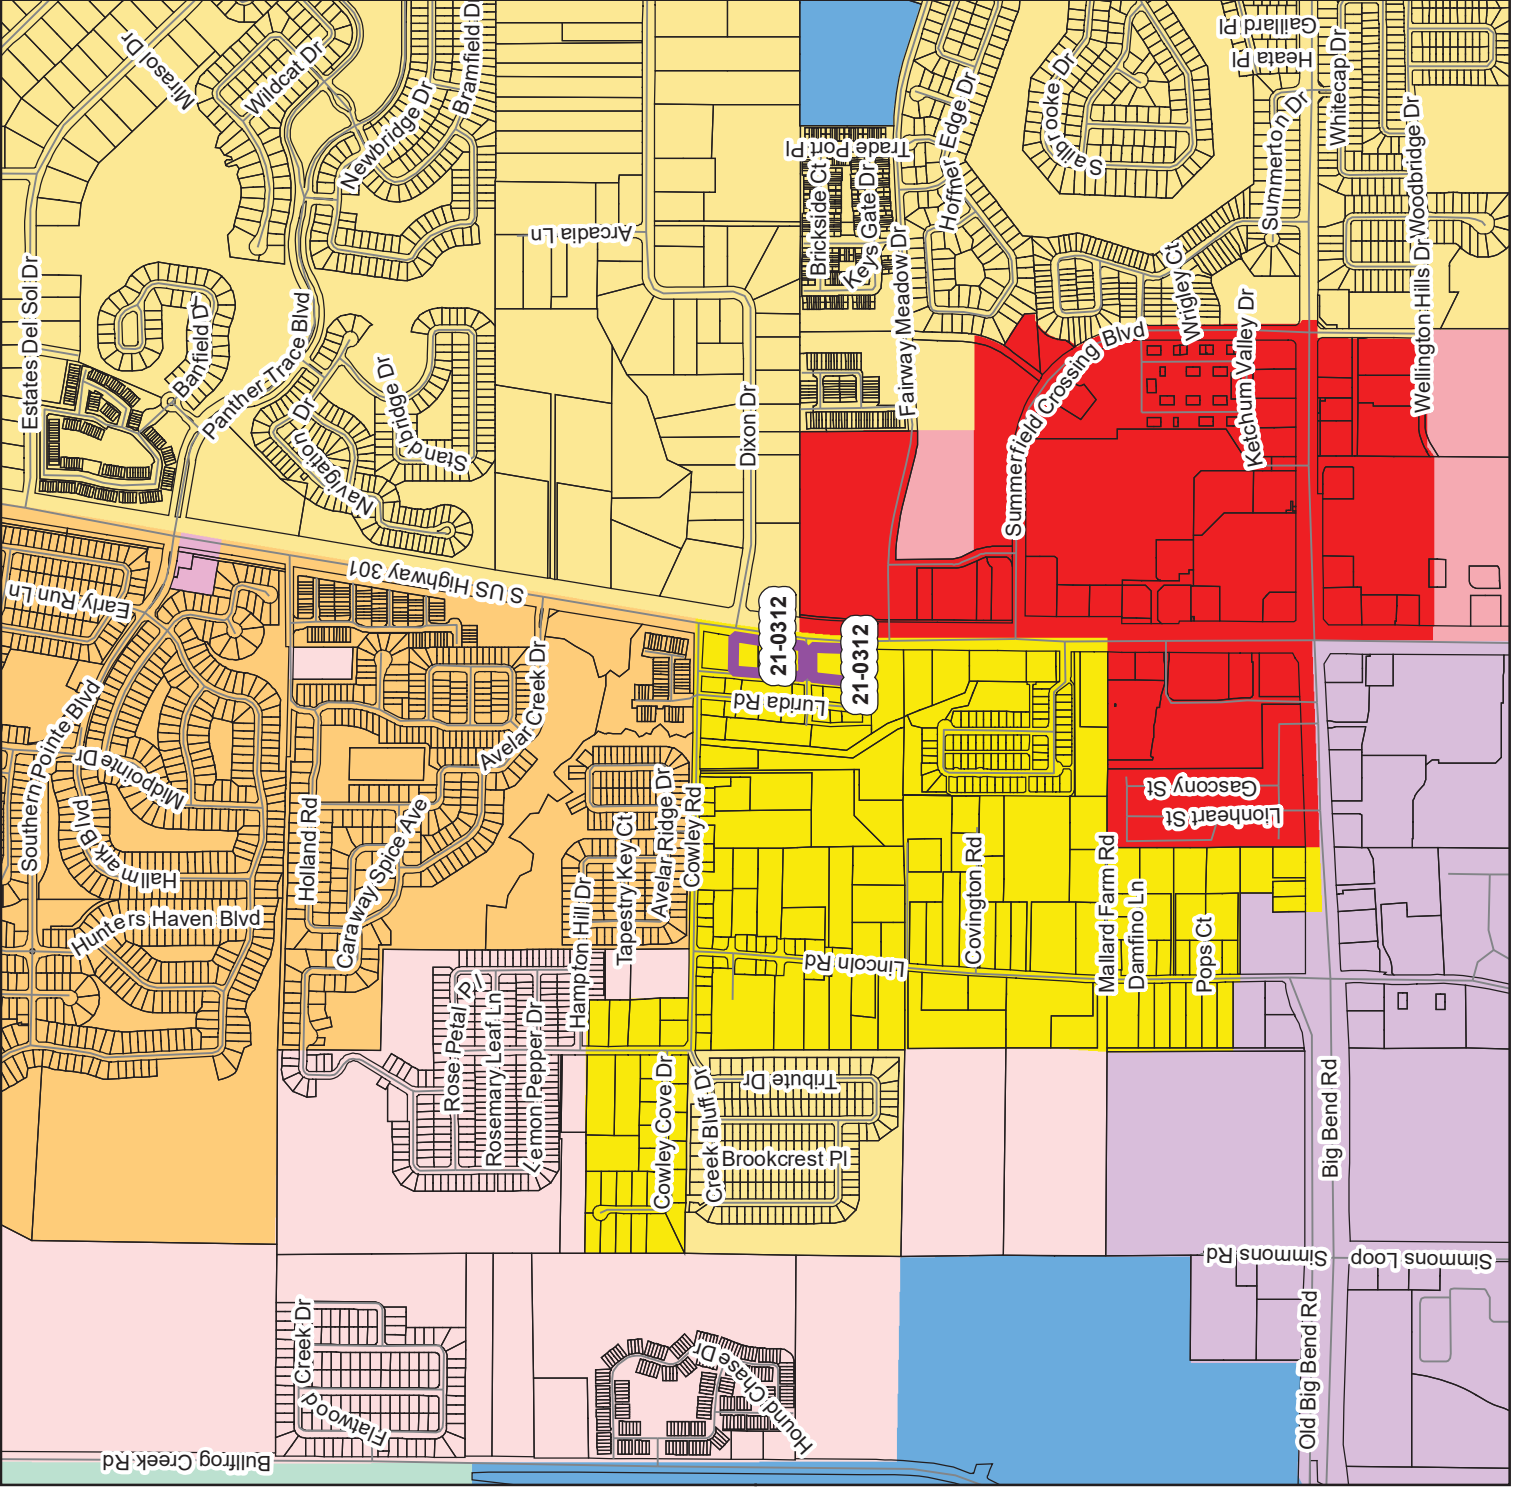 Mirasol Dr
Wildcat Dr
Newbridge Dr
Bramfield D
Gaillard Pl
Heata Pl
Whitecap Dr
Trade Port Pl
Brickside Ct
Keys Gate Dr
Hoffner Edge Dr
Summerton Dr
Woodbridge Dr
Arcadia Ln
Estates Del Sol Dr
Banfield Dr
Panther Trace Blvd
Fairway Meadow Dr
Wrigley Ct
Ketchum Valley Dr
Wellington Hills Dr
Summerfield Crossing Blvd
Navigation Dr
Standbridge Dr
Dixon Dr
S US Highway 301
Early Run Ln
21-0312
21-0312
Lurida Rd
Southern Pointe Blvd
Midpointe Dr
Hallmark Blvd
Hunters Haven Blvd
Holland Rd
Caraway Spice Ave
Avelar Creek Dr
Hampton Hill Dr
Tapestry Key Ct
Avelar Ridge Dr
Cowley Rd
Lincoln Rd
Covington Rd
Mallard Farm Rd
Damfino Ln
Pops Ct
Gascony St
Lionheart St
Rose Petal Pl
Rosemary Leaf Ln
Lemon Pepper Dr
Cowley Cove Dr
Creek Bluff Dr
Tribute Dr
Brookcrest Pl
Big Bend Rd
Simmons Rd
Simmons Loop
Old Big Bend Rd
Flatwood Creek Dr
Hound Chase Dr
Bullfrog Creek Rd